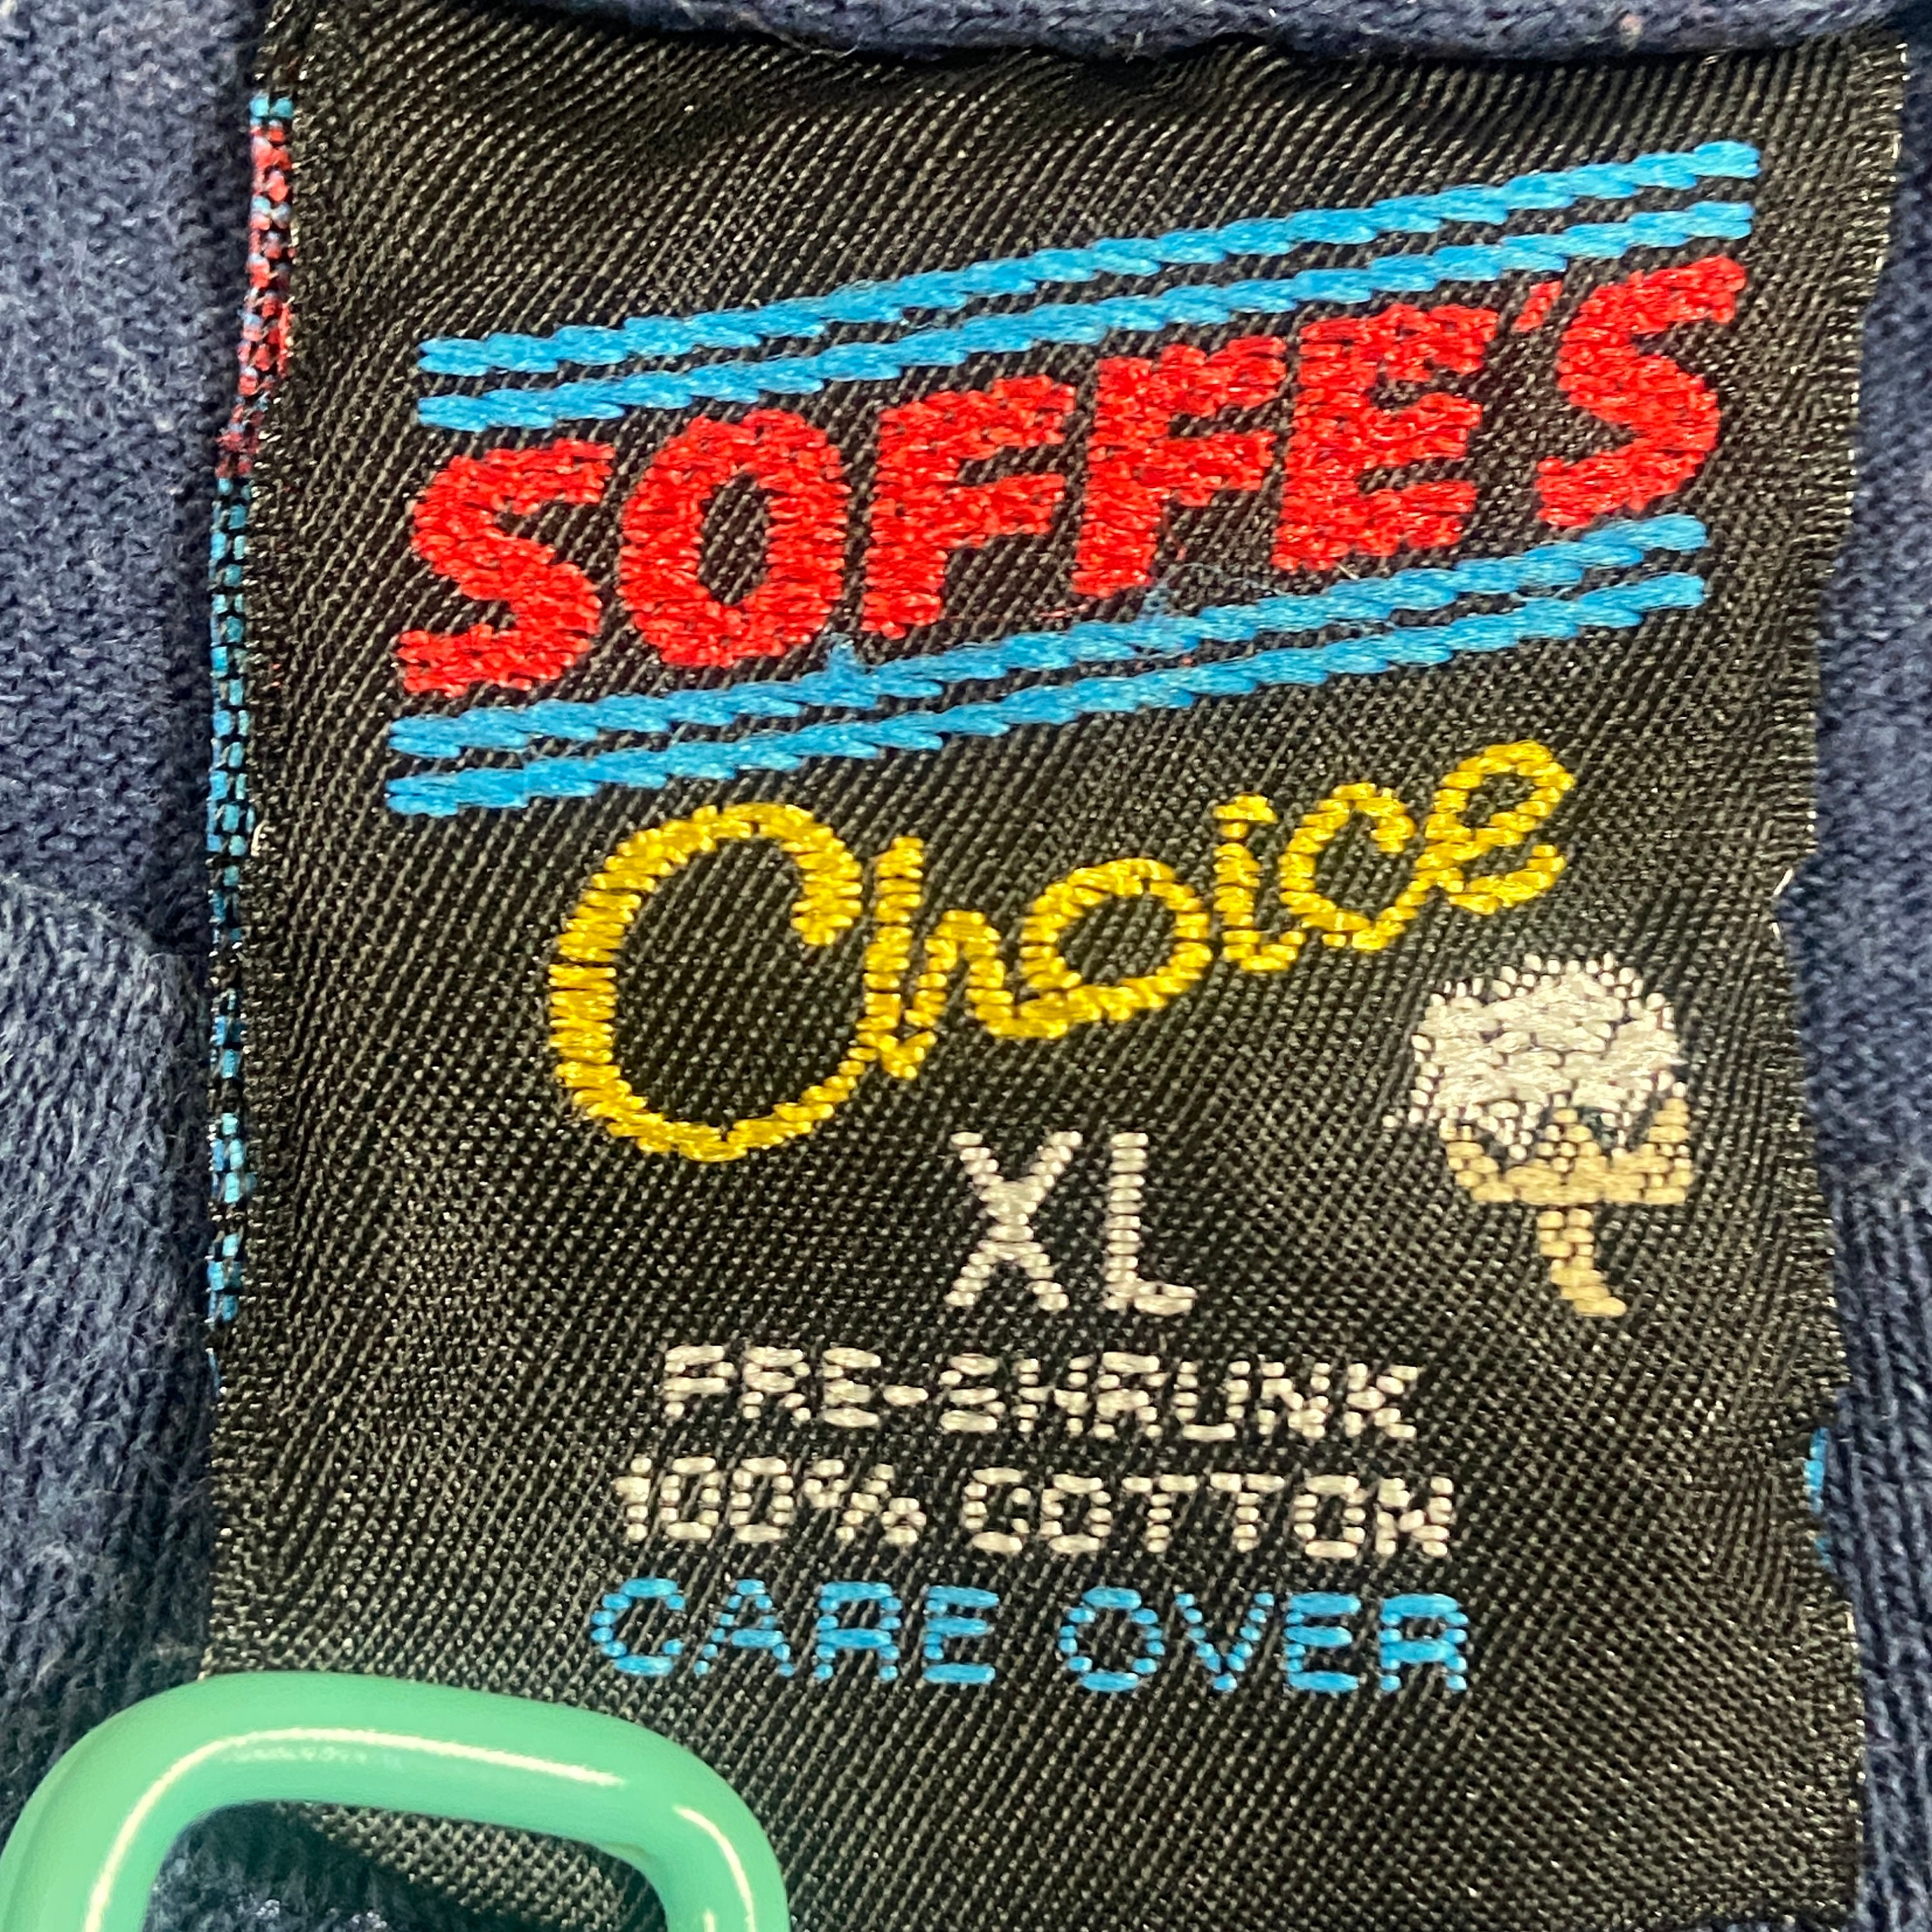 SOFFE'S
Choice
XL
PRE-SHRUNK
100% COTTON
CARE OVER